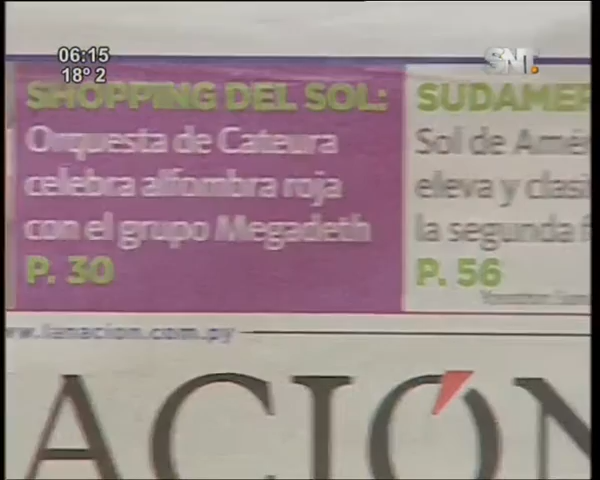 06:15
18° 2
SNT.
SHOPPING DEL SOL:
Orquesta de Cateura
celebra alfombra roja
con el grupo Megadeth
P. 30
SUDAMER
Sol de Amé
eleva y clasi
la segunda
P. 56
w.lanacion.com.py
ACIÓN